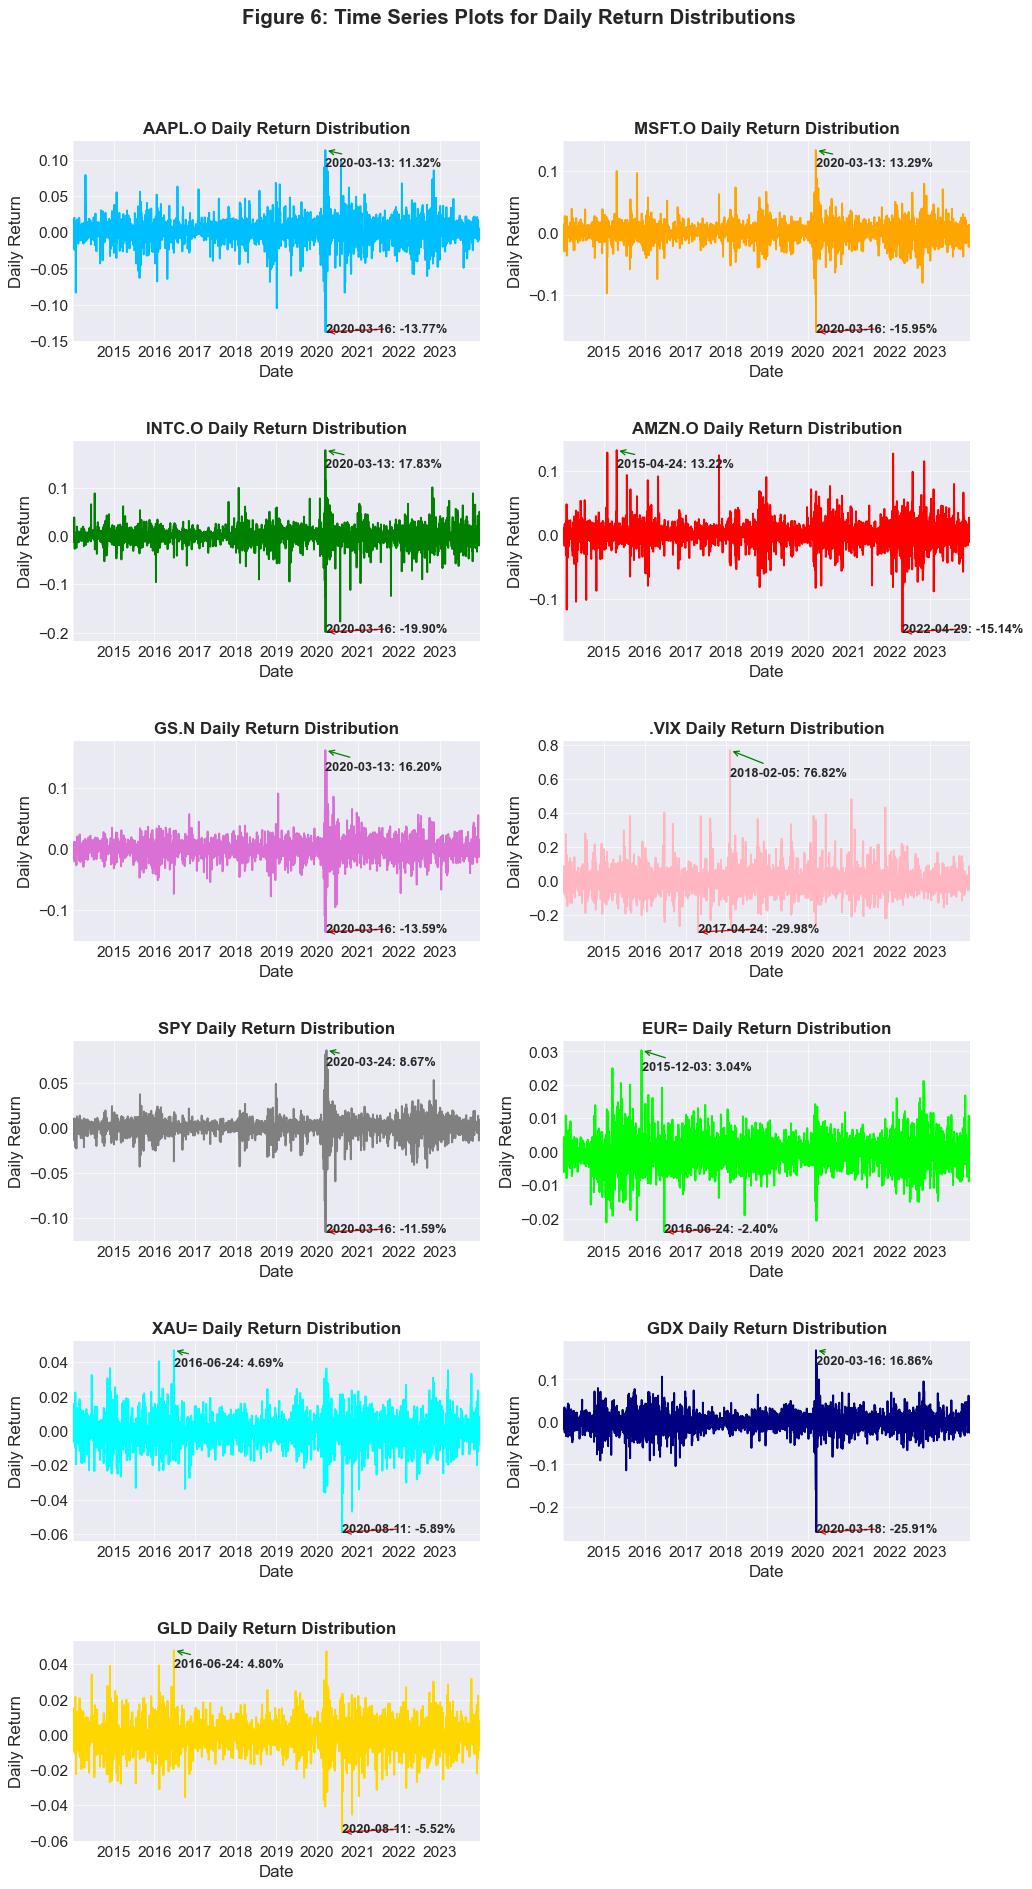 Figure 6: Time Series Plots for Daily Return Distributions
AAPL.O Daily Return Distribution
0.10
0.05
0.00
−0.05
−0.10
−0.15
Daily Return
2020-03-13: 11.32%
2020-03-16: -13.77%
2015 2016 2017 2018 2019 2020 2021 2022 2023
Date
MSFT.O Daily Return Distribution
0.1
0.0
−0.1
Daily Return
2020-03-13: 13.29%
2020-03-16: -15.95%
2015 2016 2017 2018 2019 2020 2021 2022 2023
Date
INTC.O Daily Return Distribution
0.1
0.0
−0.1
−0.2
Daily Return
2020-03-13: 17.83%
2020-03-16: -19.90%
2015 2016 2017 2018 2019 2020 2021 2022 2023
Date
AMZN.O Daily Return Distribution
0.1
0.0
−0.1
Daily Return
2015-04-24: 13.22%
2022-04-29: -15.14%
2015 2016 2017 2018 2019 2020 2021 2022 2023
Date
GS.N Daily Return Distribution
0.1
0.0
−0.1
Daily Return
2020-03-13: 16.20%
2020-03-16: -13.59%
2015 2016 2017 2018 2019 2020 2021 2022 2023
Date
.VIX Daily Return Distribution
0.8
0.6
0.4
0.2
0.0
−0.2
Daily Return
2018-02-05: 76.82%
2017-04-24: -29.98%
2015 2016 2017 2018 2019 2020 2021 2022 2023
Date
SPY Daily Return Distribution
0.05
0.00
−0.05
−0.10
Daily Return
2020-03-24: 8.67%
2020-03-16: -11.59%
2015 2016 2017 2018 2019 2020 2021 2022 2023
Date
EUR= Daily Return Distribution
0.03
0.02
0.01
0.00
−0.01
−0.02
Daily Return
2015-12-03: 3.04%
2016-06-24: -2.40%
2015 2016 2017 2018 2019 2020 2021 2022 2023
Date
XAU= Daily Return Distribution
0.04
0.02
0.00
−0.02
−0.04
−0.06
Daily Return
2016-06-24: 4.69%
2020-08-11: -5.89%
2015 2016 2017 2018 2019 2020 2021 2022 2023
Date
GDX Daily Return Distribution
0.1
0.0
−0.1
−0.2
Daily Return
2020-03-16: 16.86%
2020-03-18: -25.91%
2015 2016 2017 2018 2019 2020 2021 2022 2023
Date
GLD Daily Return Distribution
0.04
0.02
0.00
−0.02
−0.04
−0.06
Daily Return
2016-06-24: 4.80%
2020-08-11: -5.52%
2015 2016 2017 2018 2019 2020 2021 2022 2023
Date